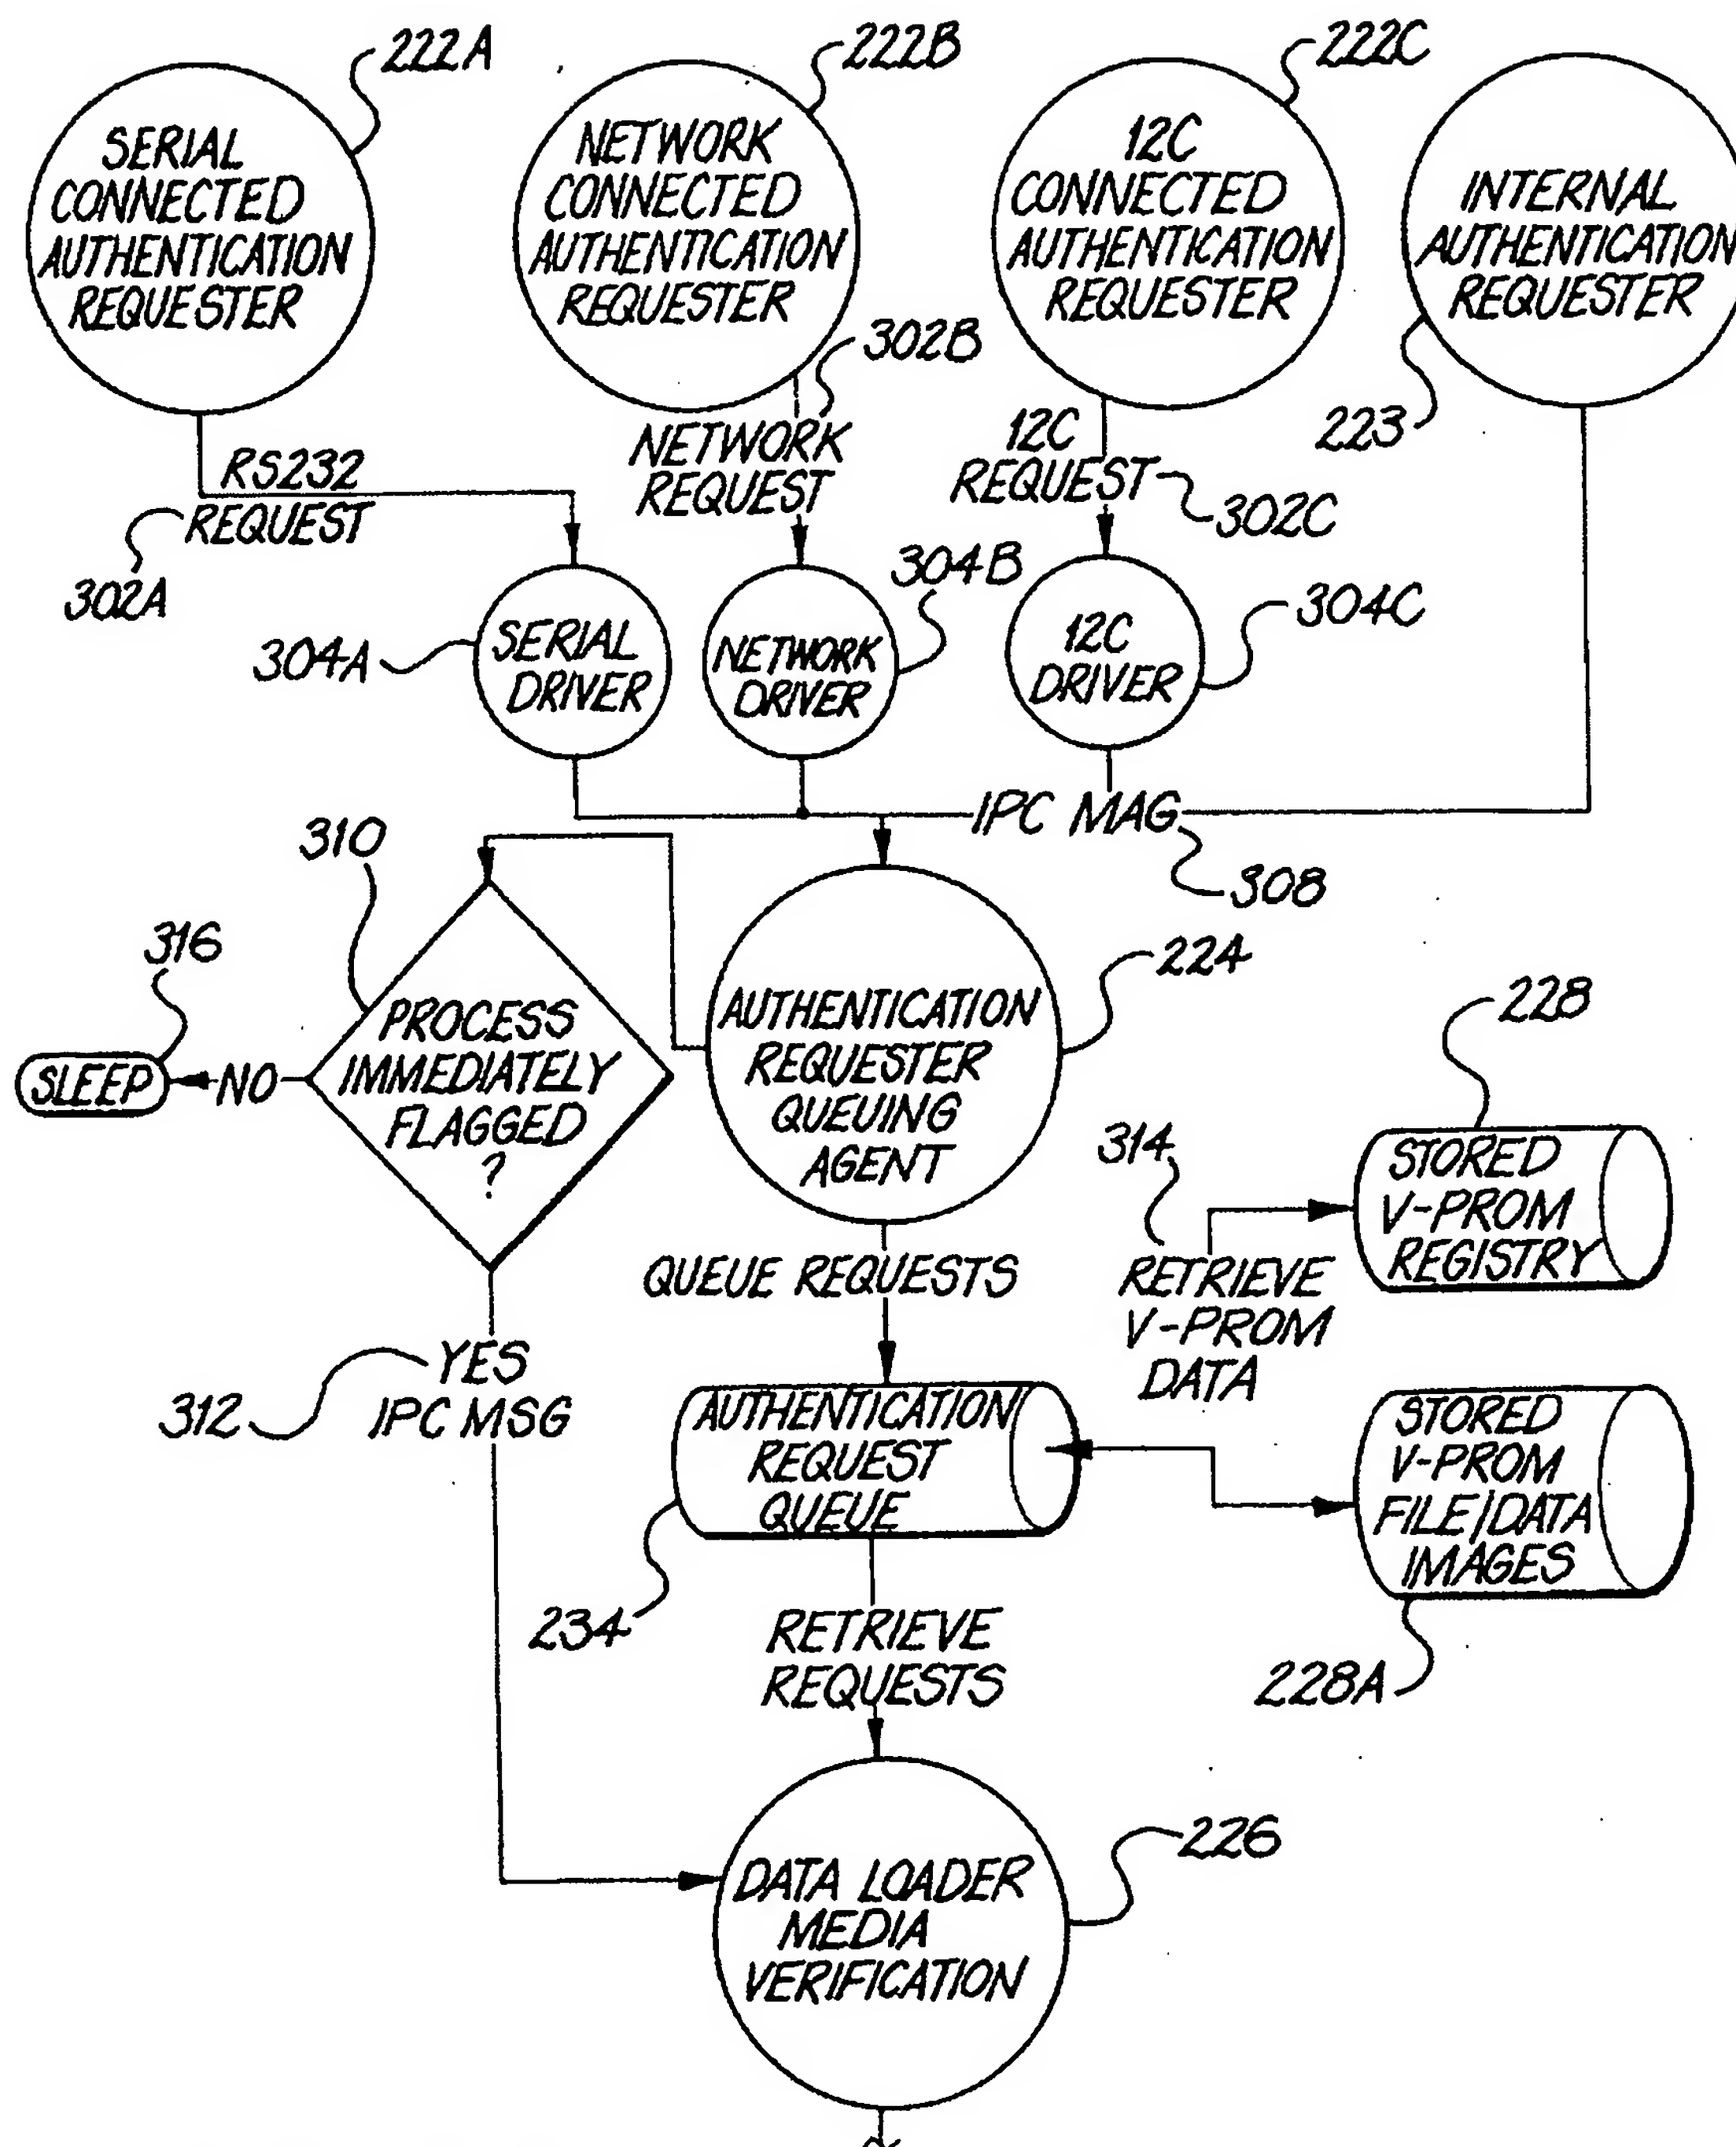 222A
222B
222C
SERIAL
CONNECTED
AUTHENTICATION
REQUESTER
NETWORK
CONNECTED
AUTHENTICATION
REQUESTER
12C
CONNECTED
AUTHENTICATION
REQUESTER
INTERNAL
AUTHENTICATION
REQUESTER
223
RS232
REQUEST
302A
302B
NETWORK
REQUEST
12C
REQUEST
302C
304A
SERIAL
DRIVER
304B
NETWORK
DRIVER
304C
12C
DRIVER
IPC MAG
308
310
316
SLEEP
NO
PROCESS
IMMEDIATELY
FLAGGED
?
224
AUTHENTICATION
REQUESTER
QUEUING
AGENT
228
STORED
V-PROM
REGISTRY
314
RETRIEVE
V-PROM
DATA
QUEUE REQUESTS
312
YES
IPC MSG
AUTHENTICATION
REQUEST
QUEUE
234
STORED
V-PROM
FILE/DATA
IMAGES
228A
RETRIEVE
REQUESTS
226
DATA LOADER
MEDIA
VERIFICATION